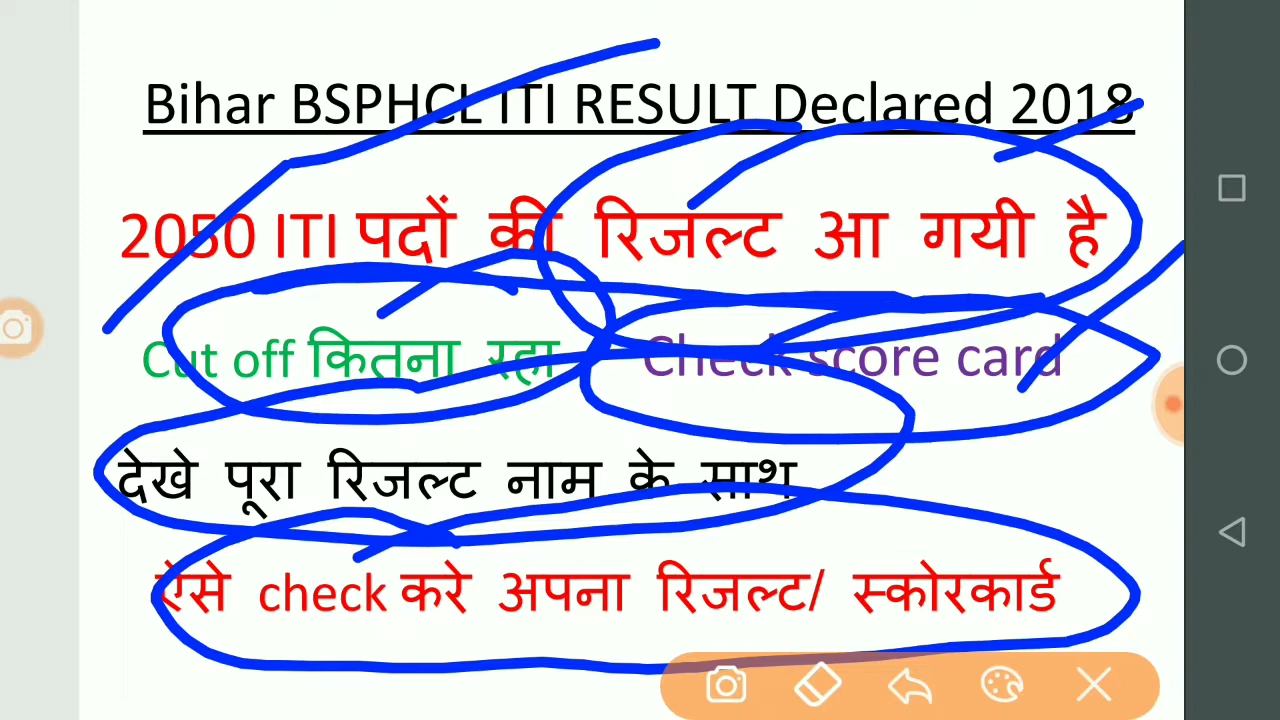 Bihar BSPHCL ITI RESULT Declared 2018
2050 ITI पदों की रिजल्ट आ गयी है
Cut off कितना रहा Check score card
देखे पूरा रिजल्ट नाम के साथ
ऐसे check करे अपना रिजल्ट/ स्कोरकार्ड